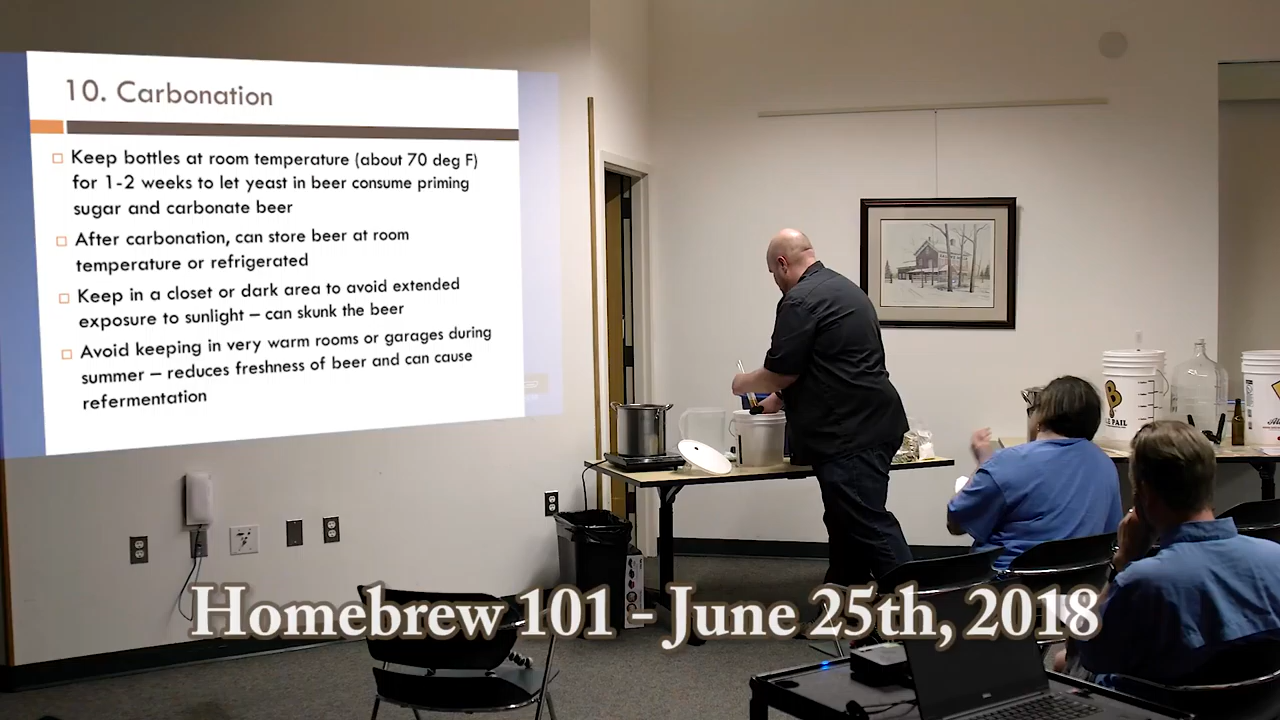 10. Carbonation
Keep bottles at room temperature (about 70 deg F)
for 1-2 weeks to let yeast in beer consume priming
sugar and carbonate beer
After carbonation, can store beer at room
temperature or refrigerated
Keep in a closet or dark area to avoid extended
exposure to sunlight – can skunk the beer
Avoid keeping in very warm rooms or garages during
summer – reduces freshness of beer and can cause
refermentation
PAIL
Homebrew 101 - June 25th, 2018